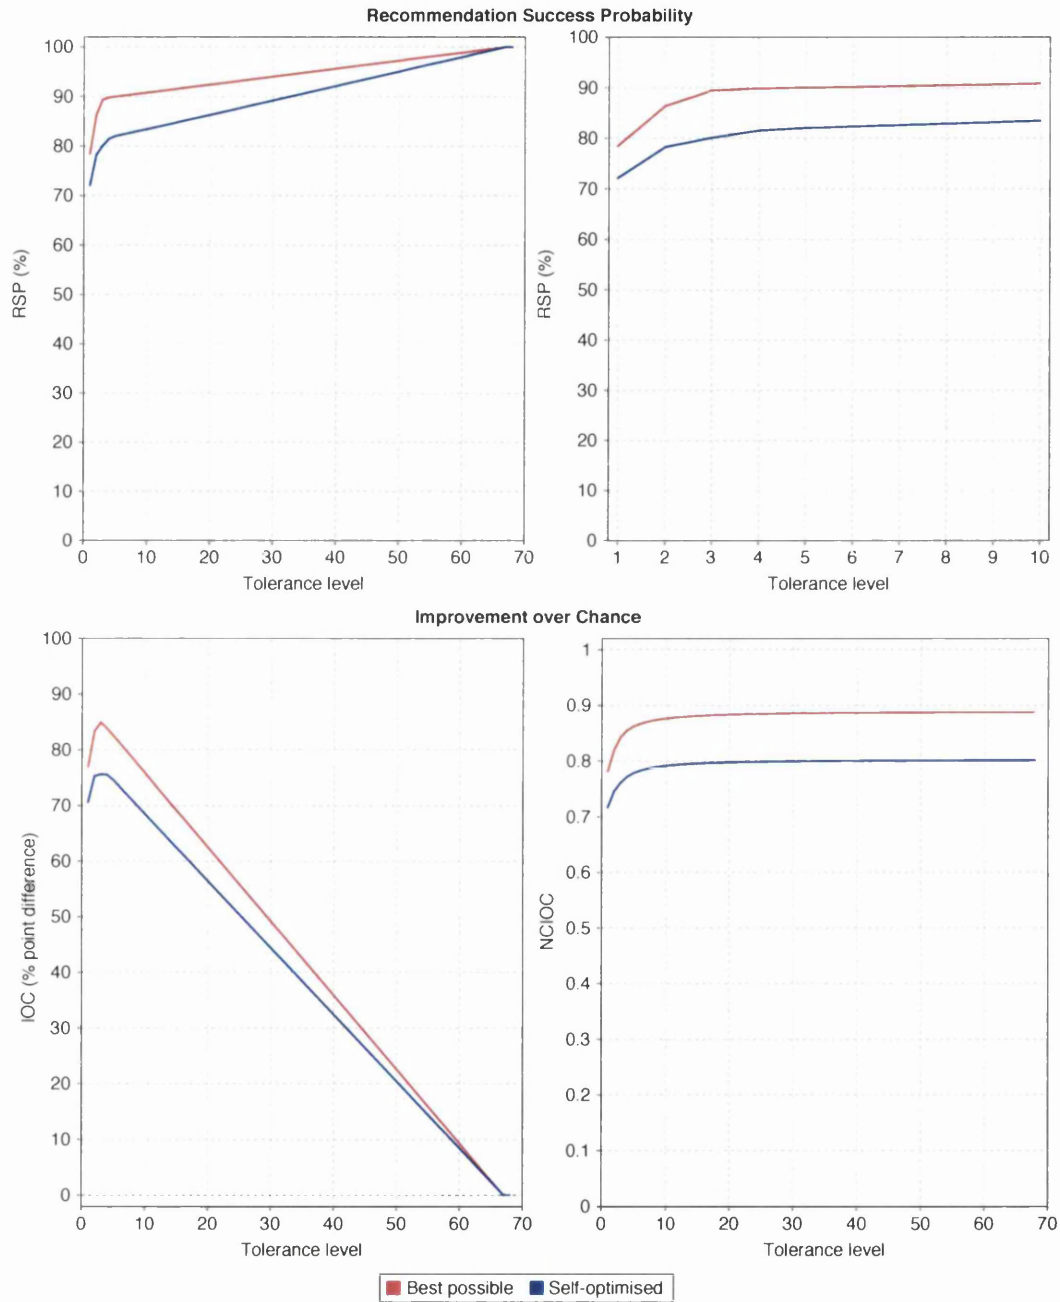 Recommendation Success Probability
100
90
80
70
60
50
40
30
20
10
0
RSP (%)
0 10 20 30 40 50 60 70
Tolerance level
100
90
80
70
60
50
40
30
20
10
0
RSP (%)
1 2 3 4 5 6 7 8 9 10
Tolerance level
Improvement over Chance
100
90
80
70
60
50
40
30
20
10
0
IOC (% point difference)
0 10 20 30 40 50 60 70
Tolerance level
1
0.9
0.8
0.7
0.6
0.5
0.4
0.3
0.2
0.1
0
NCIOC
0 10 20 30 40 50 60 70
Tolerance level
Best possible Self-optimised